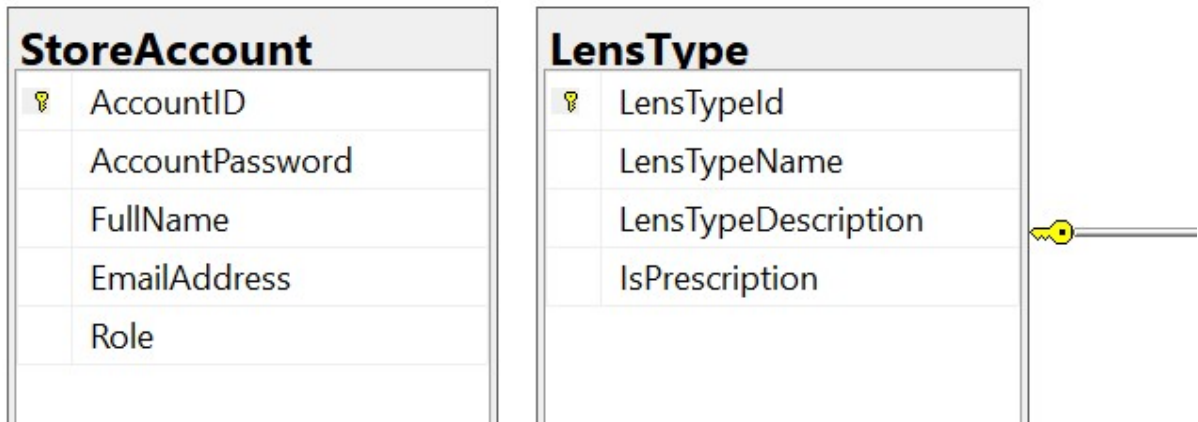 StoreAccount
AccountID
AccountPassword
FullName
EmailAddress
Role
LensType
LensTypeId
LensTypeName
LensTypeDescription
IsPrescription